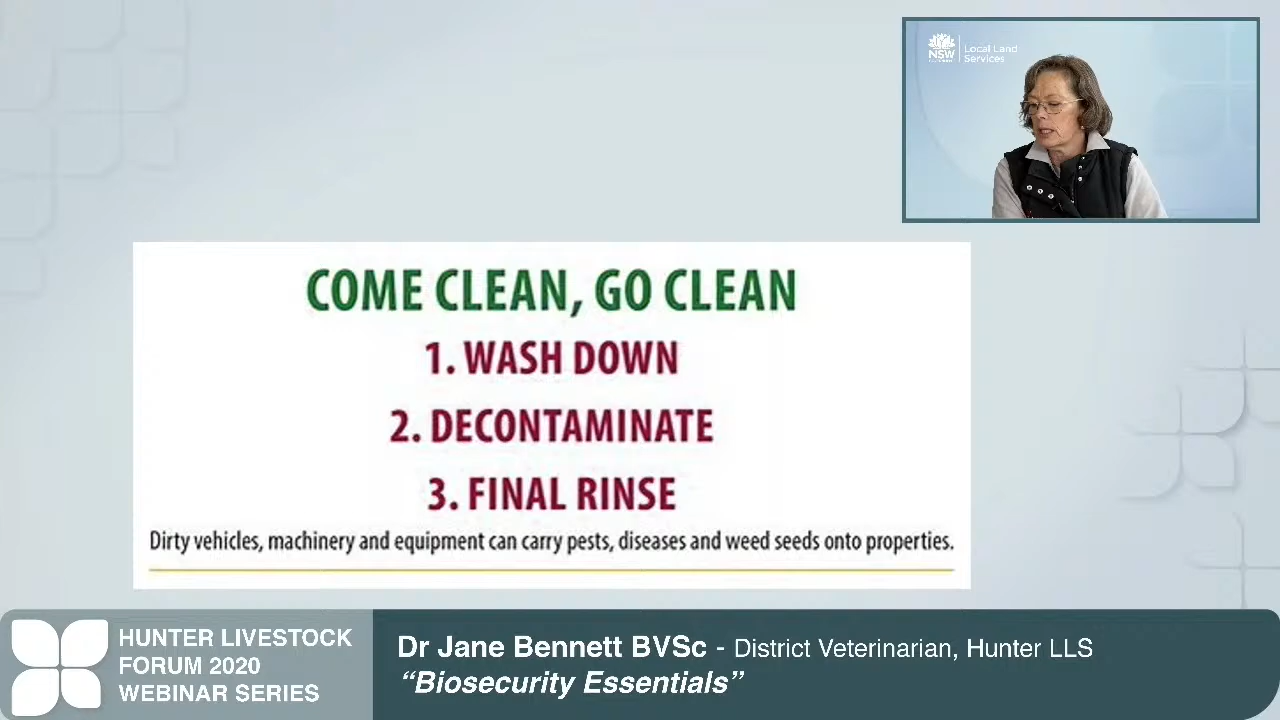 NSW
Local Land
Services
COME CLEAN, GO CLEAN
1. WASH DOWN
2. DECONTAMINATE
3. FINAL RINSE
Dirty vehicles, machinery and equipment can carry pests, diseases and weed seeds onto properties.
HUNTER LIVESTOCK
FORUM 2020
WEBINAR SERIES
Dr Jane Bennett BVSc - District Veterinarian, Hunter LLS
“Biosecurity Essentials”